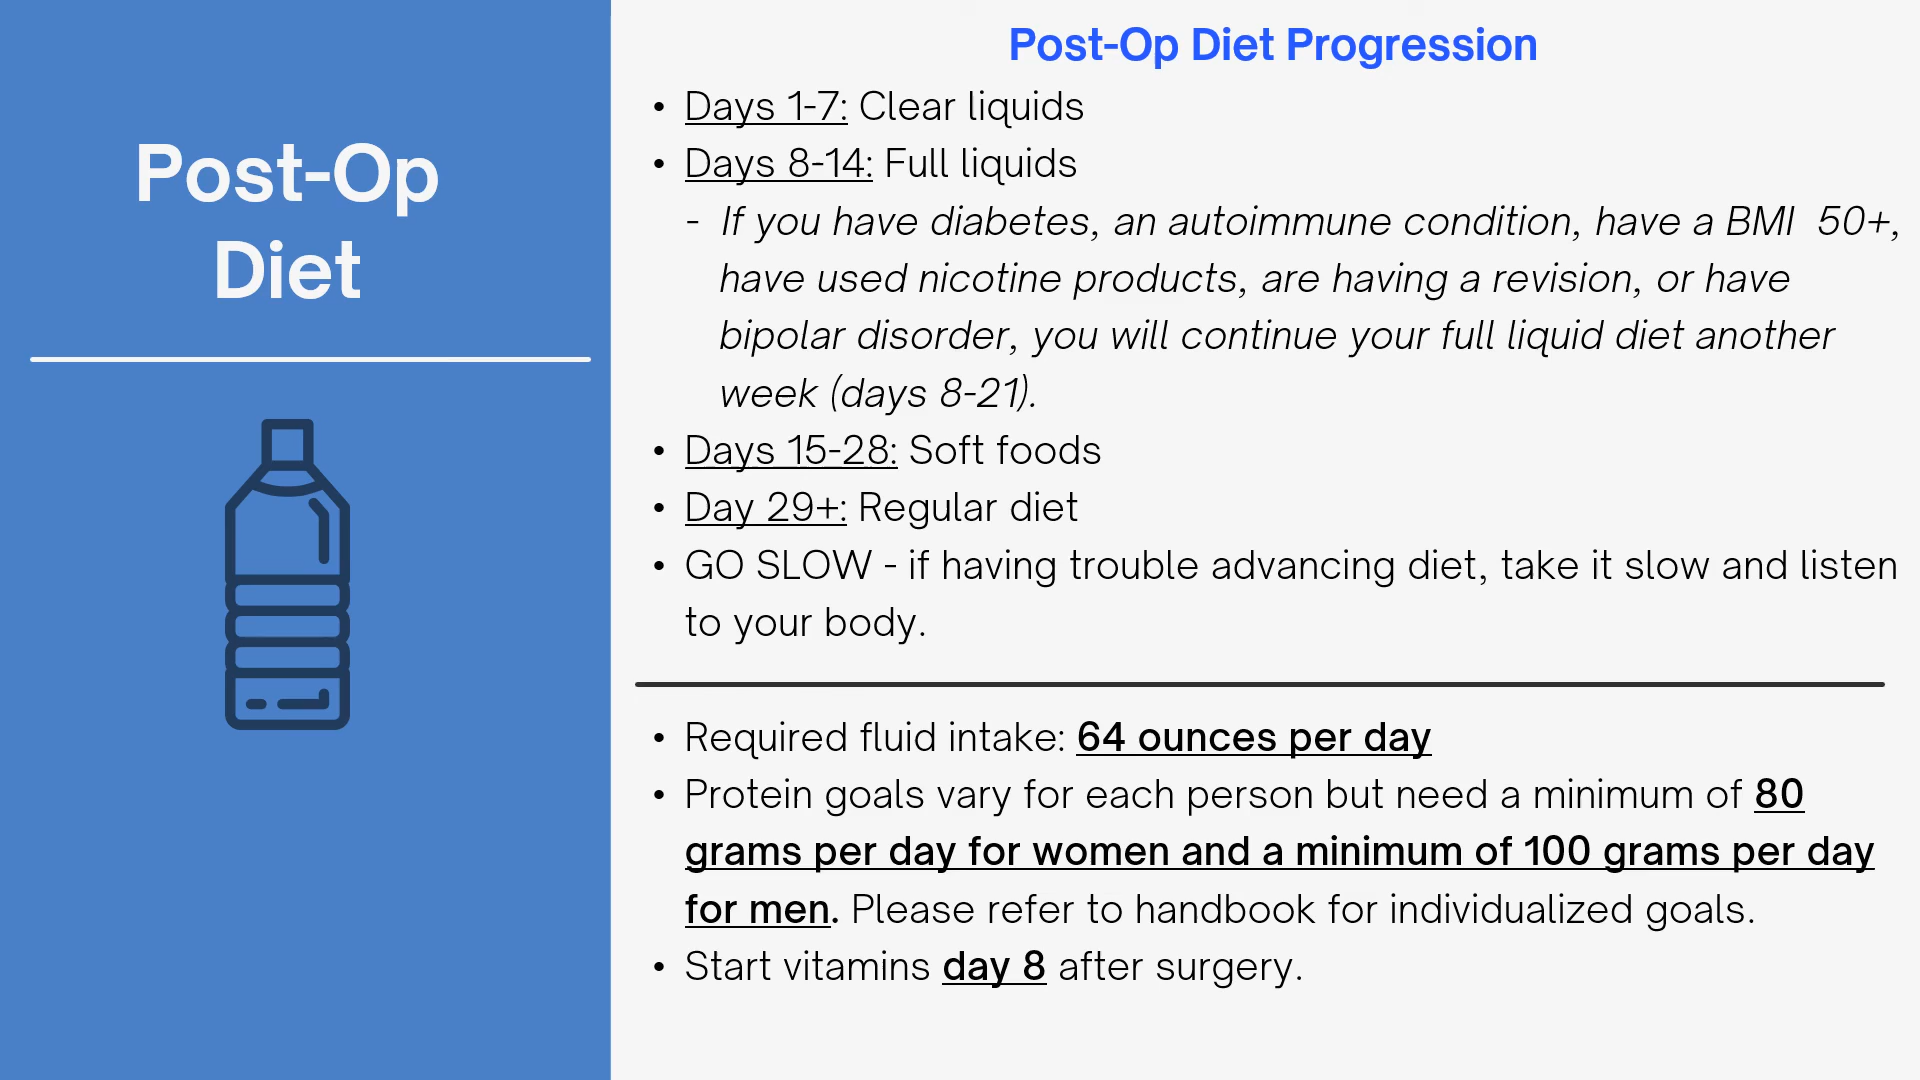 Post-Op
Diet
Post-Op Diet Progression
• Days 1-7: Clear liquids
• Days 8-14: Full liquids
- If you have diabetes, an autoimmune condition, have a BMI 50+,
have used nicotine products, are having a revision, or have
bipolar disorder, you will continue your full liquid diet another
week (days 8-21).
• Days 15-28: Soft foods
• Day 29+: Regular diet
• GO SLOW - if having trouble advancing diet, take it slow and listen
to your body.
• Required fluid intake: 64 ounces per day
• Protein goals vary for each person but need a minimum of 80
grams per day for women and a minimum of 100 grams per day
for men. Please refer to handbook for individualized goals.
• Start vitamins day 8 after surgery.